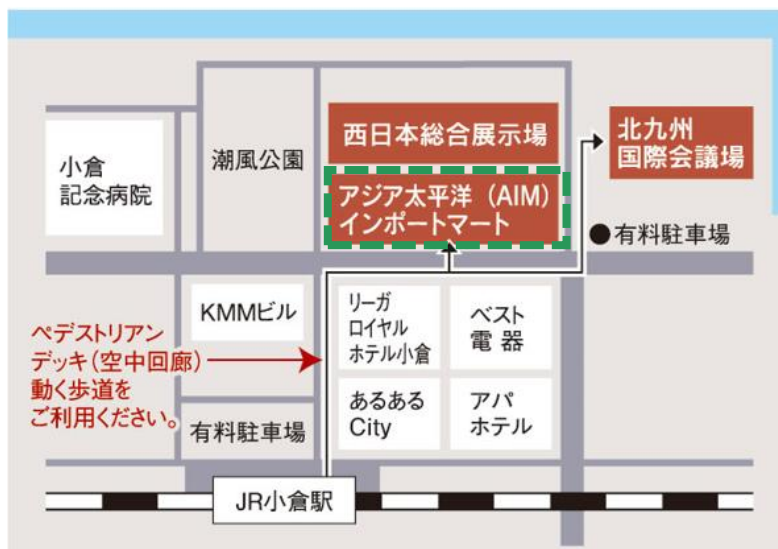 西日本総合展示場
北九州
国際会議場
小倉
記念病院
潮風公園
アジア太平洋（AIM）
インポートマート
●有料駐車場
KMMビル
リーガ
ロイヤル
ホテル小倉
ベスト
電器
ペデストリアン
デッキ（空中回廊）
動く歩道を
ご利用ください。
有料駐車場
あるある
City
アパ
ホテル
JR小倉駅